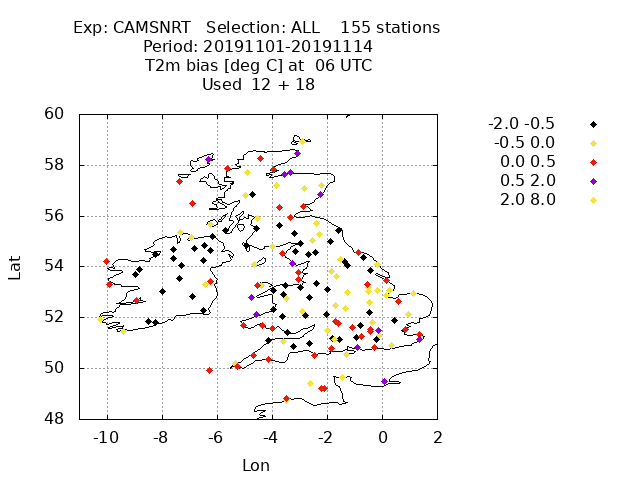 Exp: CAMSNRT Selection: ALL 155 stations
Period: 20191101-20191114
T2m bias [deg C] at 06 UTC
Used 12 + 18
-2.0 -0.5
-0.5 0.0
0.0 0.5
0.5 2.0
2.0 8.0
60
58
56
54
52
50
48
Lat
-10 -8 -6 -4 -2 0 2
Lon